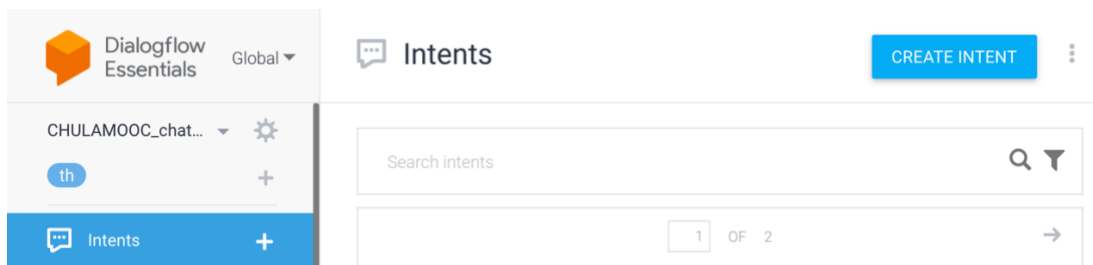 Dialogflow
Essentials
Global
Intents
CREATE INTENT
CHULAMOOC_chat...
th
Search intents
Intents
1 OF 2